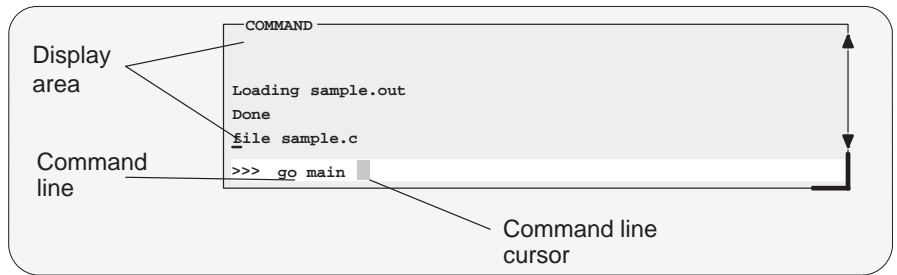 COMMAND
Display
area
Loading sample.out
Done
file sample.c
Command
line
>>> go main
Command line
cursor